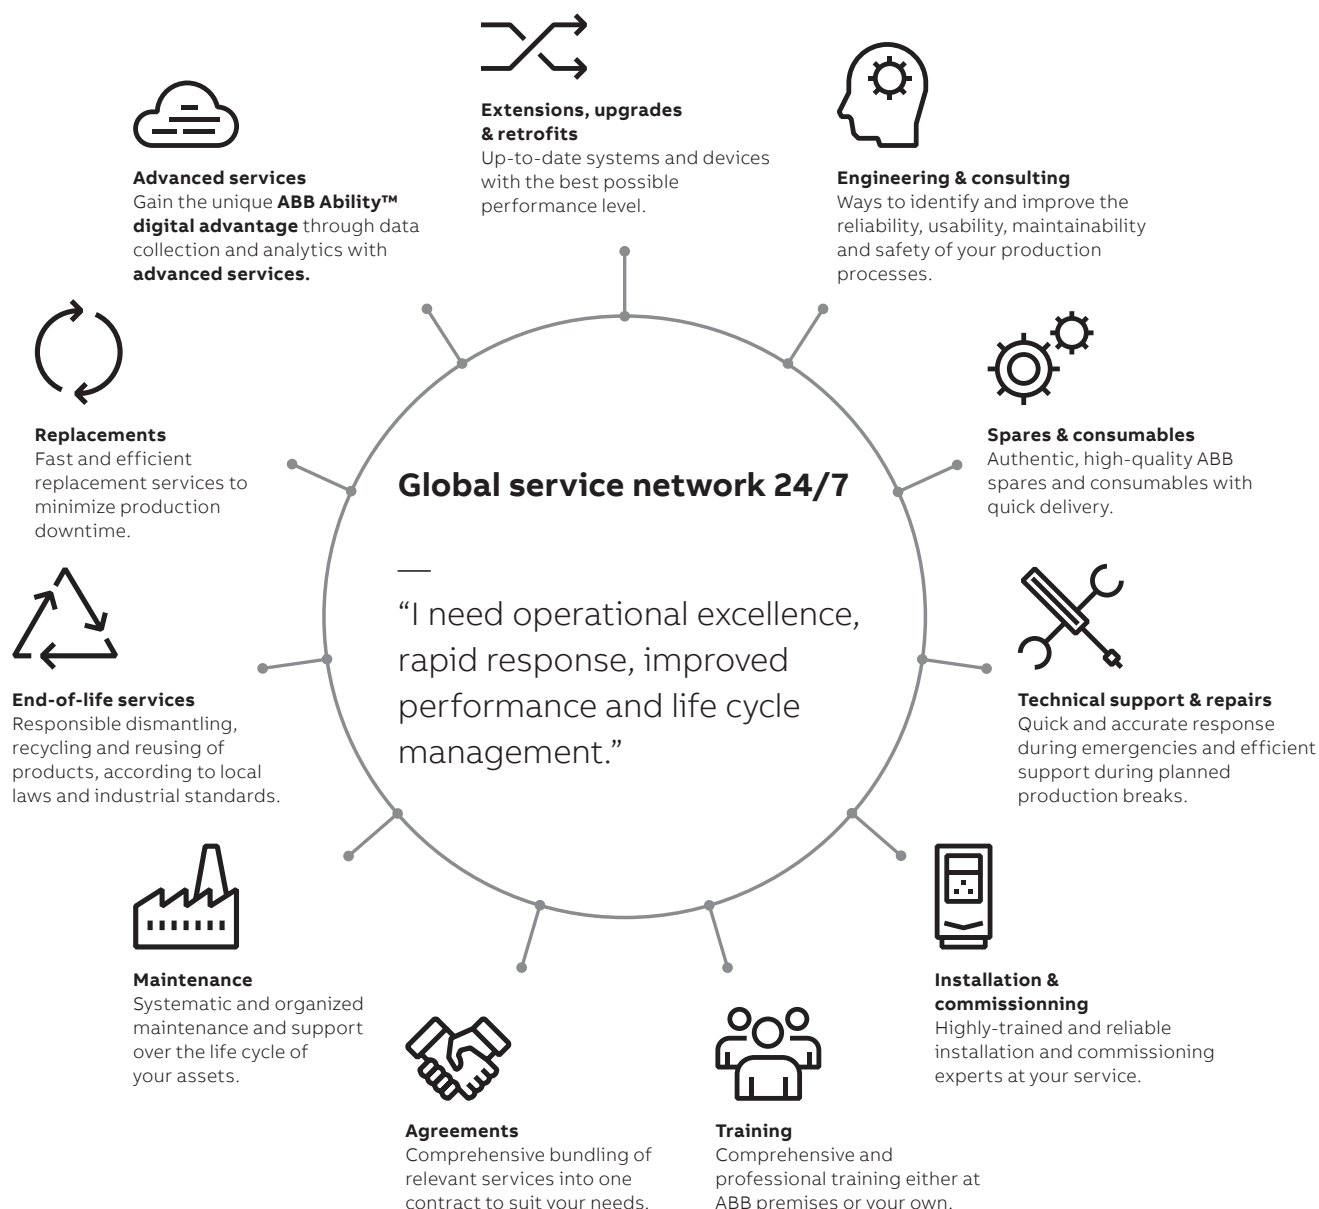 Extensions, upgrades
& retrofits
Up-to-date systems and devices
with the best possible
performance level.
Engineering & consulting
Ways to identify and improve the
reliability, usability, maintainability
and safety of your production
processes.
Spares & consumables
Authentic, high-quality ABB
spares and consumables with
quick delivery.
Technical support & repairs
Quick and accurate response
during emergencies and efficient
support during planned
production breaks.
Installation &
commissionning
Highly-trained and reliable
installation and commissioning
experts at your service.
Training
Comprehensive and
professional training either at
ABB premises or your own.
Agreements
Comprehensive bundling of
relevant services into one
contract to suit your needs.
Maintenance
Systematic and organized
maintenance and support
over the life cycle of
your assets.
End-of-life services
Responsible dismantling,
recycling and reusing of
products, according to local
laws and industrial standards.
Replacements
Fast and efficient
replacement services to
minimize production
downtime.
Advanced services
Gain the unique ABB Ability™
digital advantage through data
collection and analytics with
advanced services.
Global service network 24/7
—
“I need operational excellence,
rapid response, improved
performance and life cycle
management.”